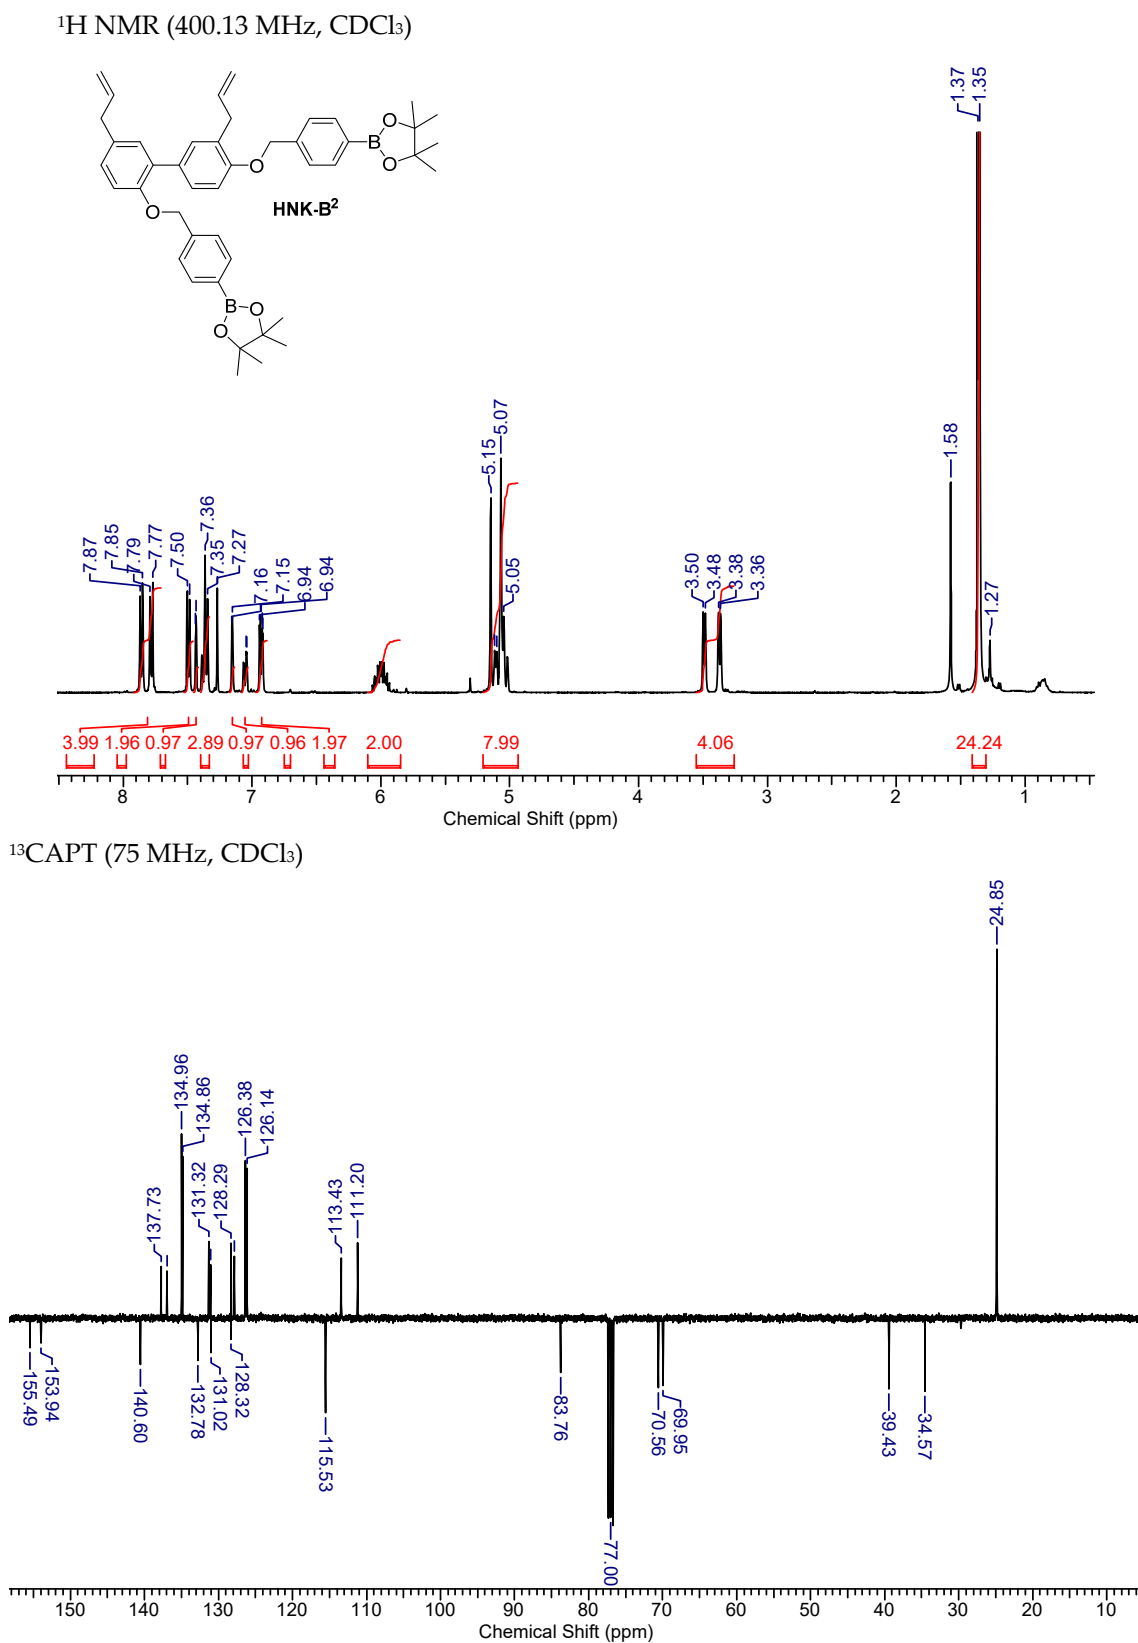 ¹H NMR (400.13 MHz, CDCl₃)
O
B
O
O
O
HNK-B²
B
O
O
1.37
1.35
5.15
5.07
5.05
1.58
7.87
7.85
7.79
7.77
7.50
7.36
7.35
7.27
7.16
7.15
6.94
6.94
3.50
3.48
3.38
3.36
1.27
3.99 1.96 0.97 2.89 0.97 0.96 1.97 2.00 7.99 4.06 24.24
8 7 6 5 4 3 2 1
Chemical Shift (ppm)
¹³CAPT (75 MHz, CDCl₃)
24.85
137.73
134.96
134.86
131.32
128.29
126.38
126.14
113.43
111.20
155.49
153.94
140.60
132.78
131.02
128.32
115.53
83.76
77.00
70.56
69.95
39.43
34.57
150 140 130 120 110 100 90 80 70 60 50 40 30 20 10
Chemical Shift (ppm)